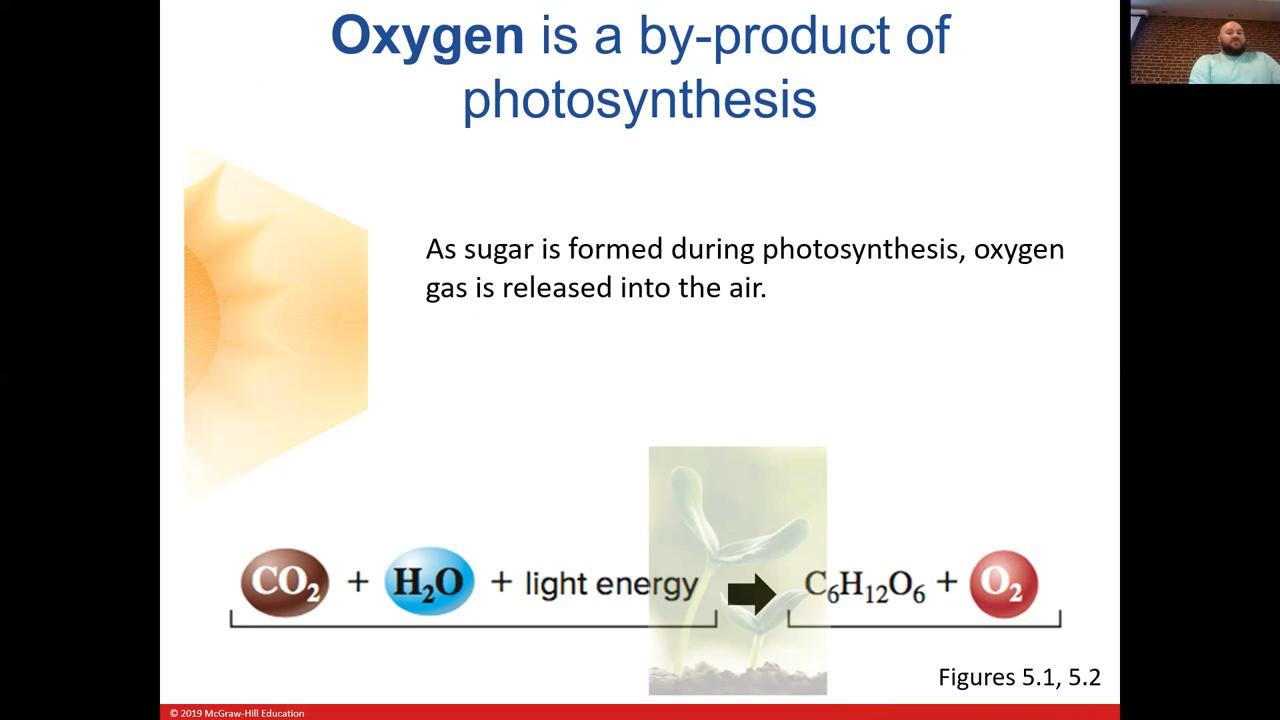 Oxygen is a by-product of
photosynthesis
As sugar is formed during photosynthesis, oxygen
gas is released into the air.
CO₂ + H₂O + light energy → C₆H₁₂O₆ + O₂
Figures 5.1, 5.2
© 2019 McGraw-Hill Education